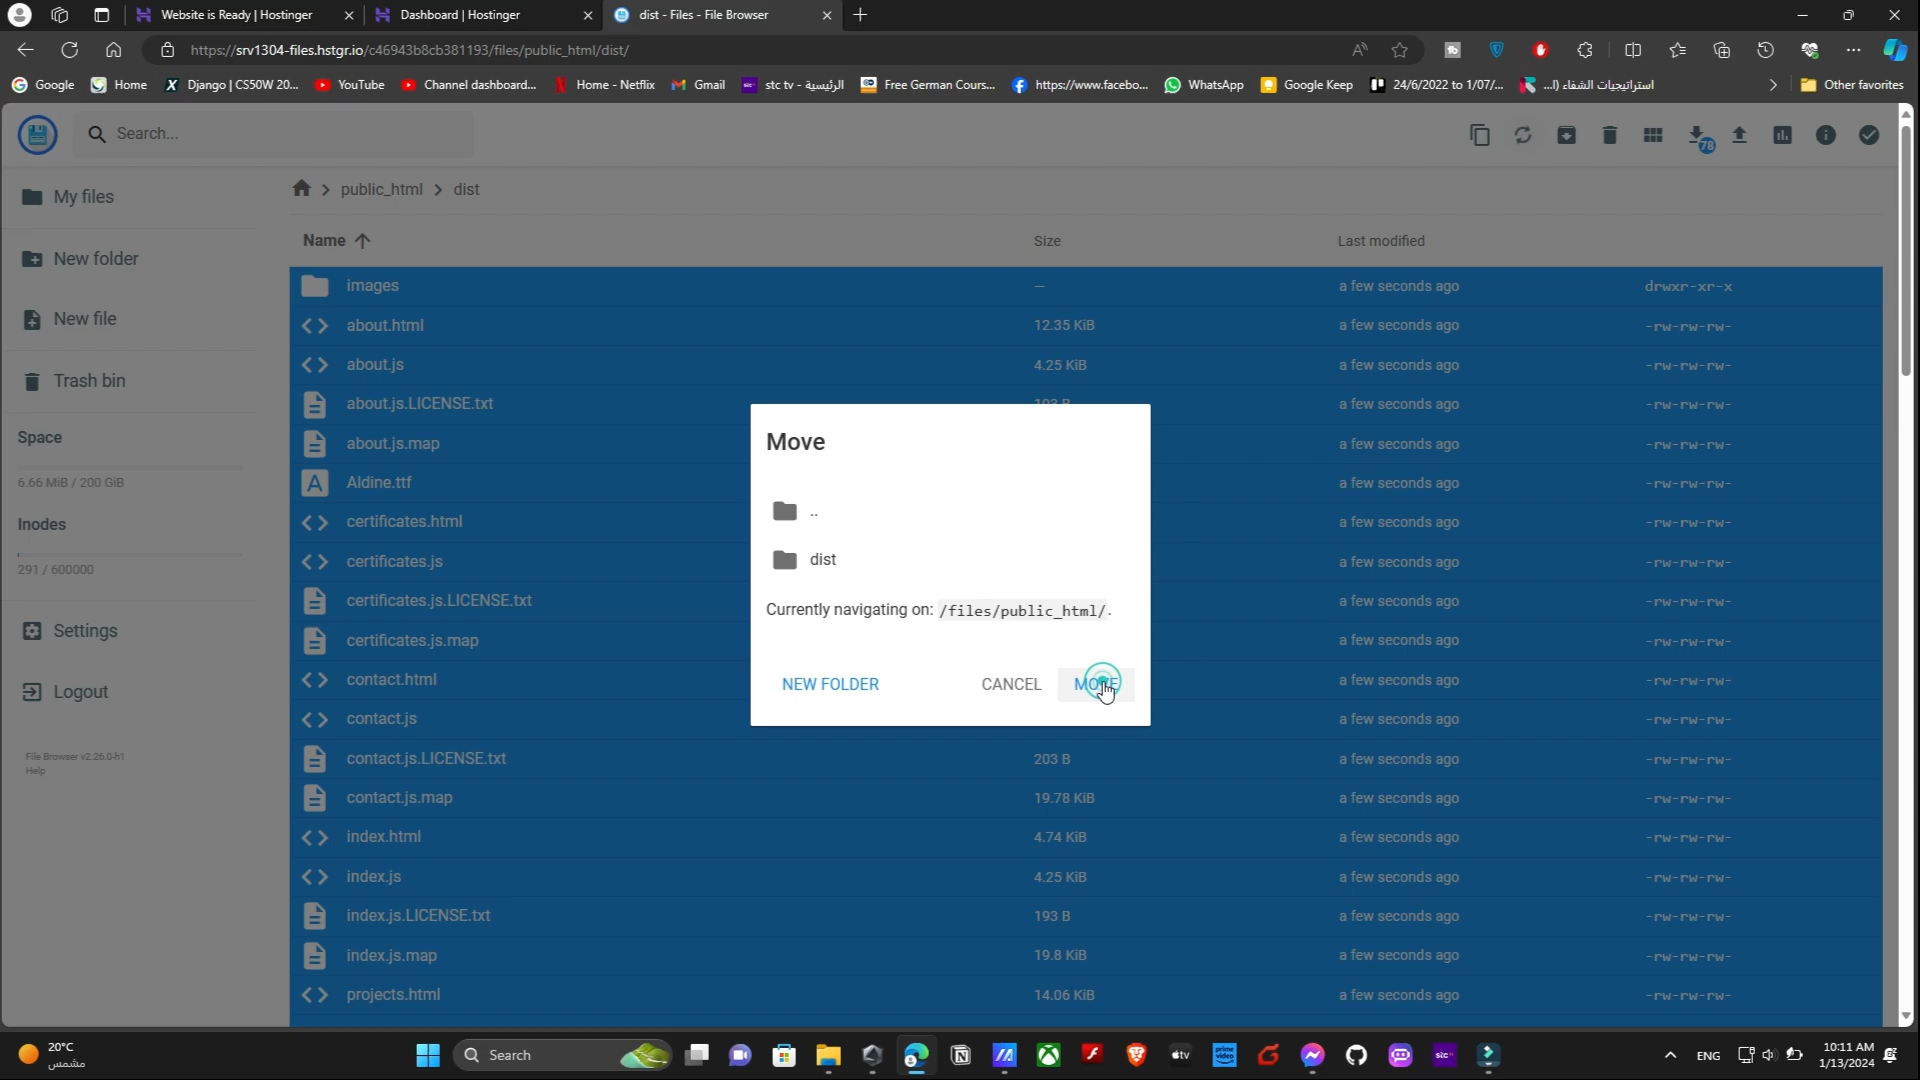 Website is Ready | Hostinger
Dashboard | Hostinger
dist - Files - File Browser
https://srv1304-files.hstgr.io/c46943b8cb381193/files/public_html/dist/
Google
Home
Django | CS50W 20...
YouTube
Channel dashboard...
Home - Netflix
Gmail
stc tv - الرئيسية
Free German Cours...
https://www.facebo...
WhatsApp
Google Keep
24/6/2022 to 1/07/...
استراتيجيات الشفاء (ا...
Other favorites
Search...
78
My files
New folder
New file
Trash bin
Space
6.66 MiB / 200 GiB
Inodes
291 / 600000
Settings
Logout
File Browser v2.26.0-h1
Help
public_html > dist
Name Size Last modified
images — a few seconds ago drwxr-xr-x
about.html 12.35 KiB a few seconds ago -rw-rw-rw-
about.js 4.25 KiB a few seconds ago -rw-rw-rw-
about.js.LICENSE.txt 193 B a few seconds ago -rw-rw-rw-
about.js.map a few seconds ago -rw-rw-rw-
Aldine.ttf a few seconds ago -rw-rw-rw-
certificates.html a few seconds ago -rw-rw-rw-
certificates.js a few seconds ago -rw-rw-rw-
certificates.js.LICENSE.txt a few seconds ago -rw-rw-rw-
certificates.js.map a few seconds ago -rw-rw-rw-
contact.html a few seconds ago -rw-rw-rw-
contact.js a few seconds ago -rw-rw-rw-
contact.js.LICENSE.txt 203 B a few seconds ago -rw-rw-rw-
contact.js.map 19.78 KiB a few seconds ago -rw-rw-rw-
index.html 4.74 KiB a few seconds ago -rw-rw-rw-
index.js 4.25 KiB a few seconds ago -rw-rw-rw-
index.js.LICENSE.txt 193 B a few seconds ago -rw-rw-rw-
index.js.map 19.8 KiB a few seconds ago -rw-rw-rw-
projects.html 14.06 KiB a few seconds ago -rw-rw-rw-
Move
..
dist
Currently navigating on: /files/public_html/.
NEW FOLDER CANCEL MOVE
20°C
مشمس
Search
tv
prime video
stc
ENG
10:11 AM
1/13/2024